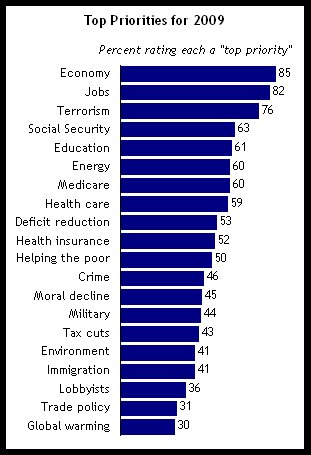 Top Priorities for 2009
Percent rating each a "top priority"
Economy 85
Jobs 82
Terrorism 76
Social Security 63
Education 61
Energy 60
Medicare 60
Health care 59
Deficit reduction 53
Health insurance 52
Helping the poor 50
Crime 46
Moral decline 45
Military 44
Tax cuts 43
Environment 41
Immigration 41
Lobbyists 36
Trade policy 31
Global warming 30